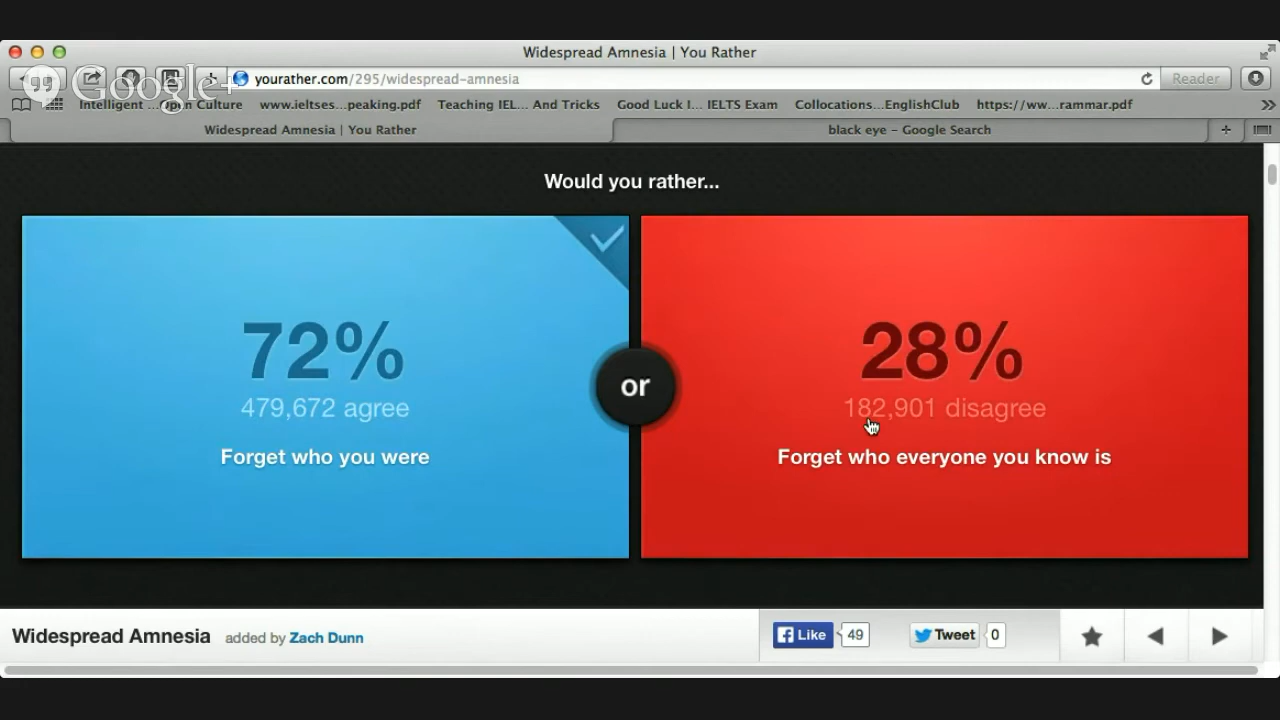 Widespread Amnesia | You Rather
Google+
yourather.com/295/widespread-amnesia
Reader
Intelligent ...Open Culture
www.ieltses...peaking.pdf
Teaching IEL... And Tricks
Good Luck I... IELTS Exam
Collocations...EnglishClub
https://ww...rammar.pdf
Widespread Amnesia | You Rather
black eye – Google Search
Would you rather...
72%
479,672 agree
Forget who you were
or
28%
182,901 disagree
Forget who everyone you know is
Widespread Amnesia added by Zach Dunn
Like 49
Tweet 0